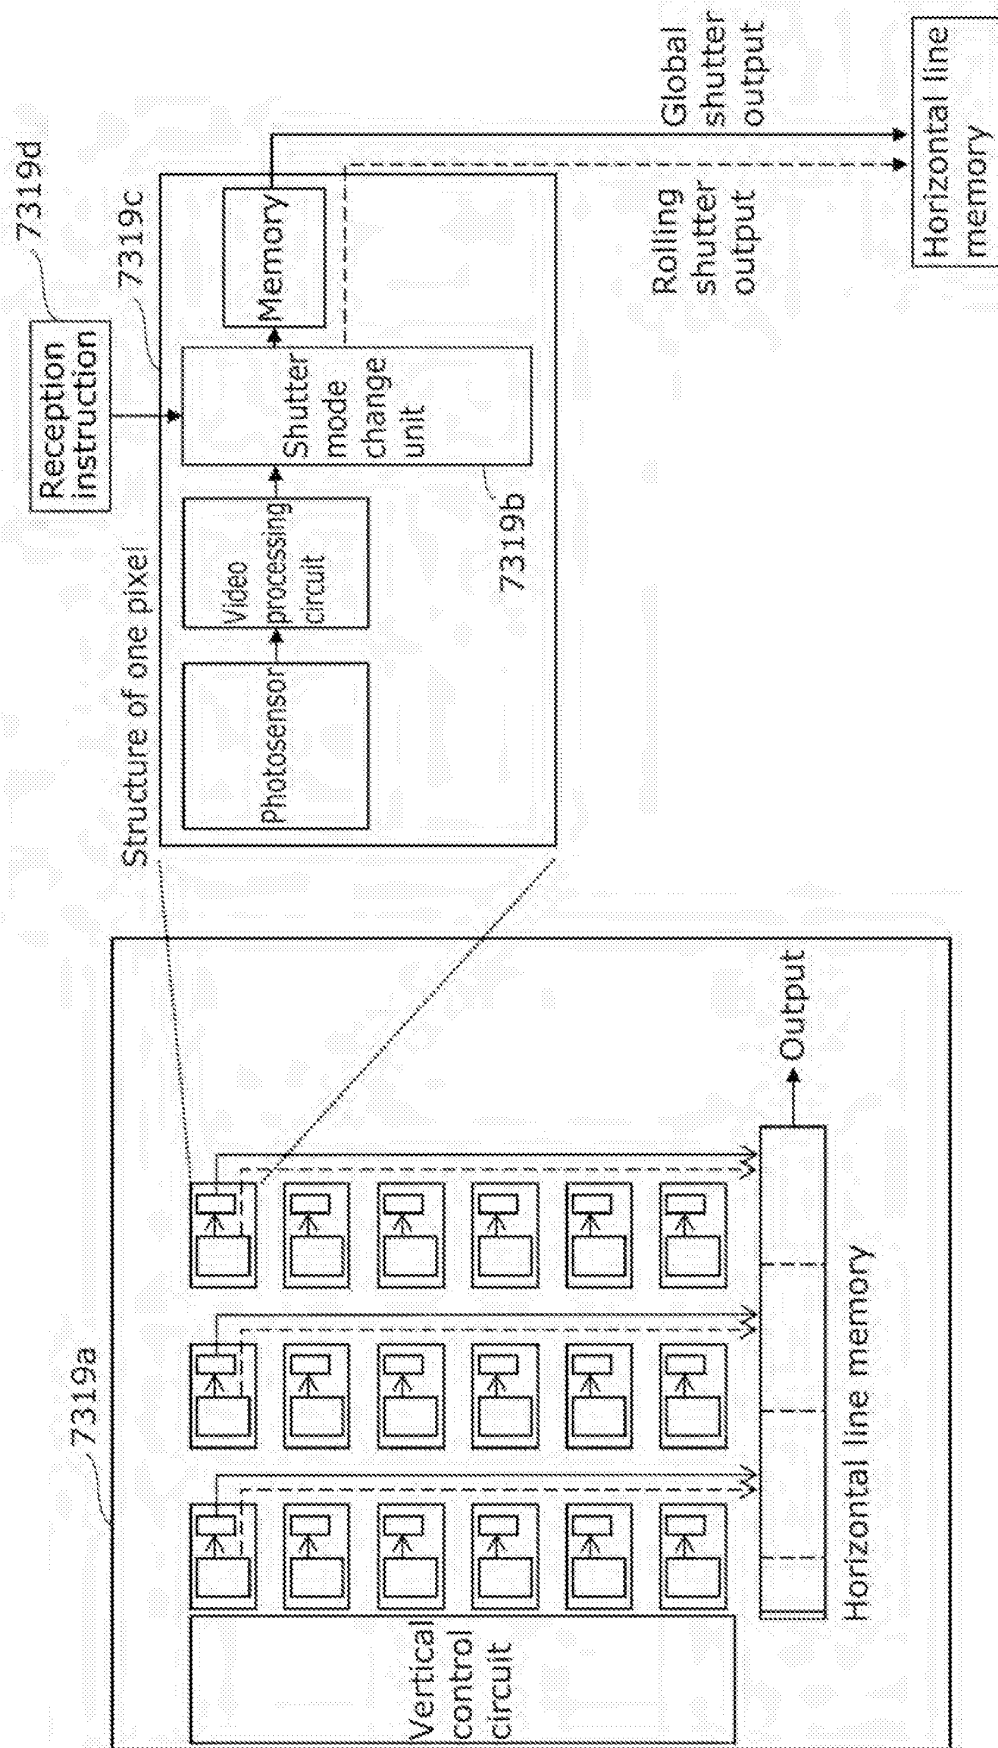 7319a
Vertical
control
circuit
Horizontal line memory
Output
Structure of one pixel
Reception
instruction
7319d
7319c
Photosensor
Video
processing
circuit
Shutter
mode
change
unit
7319b
Memory
Rolling
shutter
output
Global
shutter
output
Horizontal line
memory